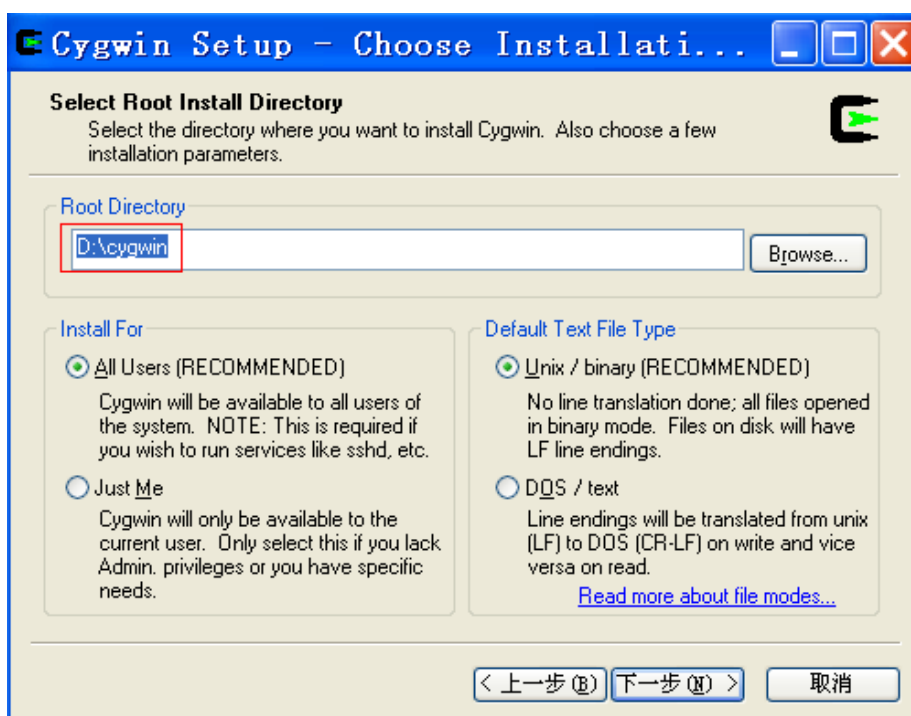 Cygwin Setup - Choose Installati...
Select Root Install Directory
Select the directory where you want to install Cygwin. Also choose a few
installation parameters.
Root Directory
D:\cygwin
Browse...
Install For
All Users (RECOMMENDED)
Cygwin will be available to all users of
the system. NOTE: This is required if
you wish to run services like sshd, etc.
Just Me
Cygwin will only be available to the
current user. Only select this if you lack
Admin. privileges or you have specific
needs.
Default Text File Type
Unix / binary (RECOMMENDED)
No line translation done; all files opened
in binary mode. Files on disk will have
LF line endings.
DOS / text
Line endings will be translated from unix
(LF) to DOS (CR-LF) on write and vice
versa on read.
Read more about file modes...
< 上一步(B)
下一步(N) >
取消